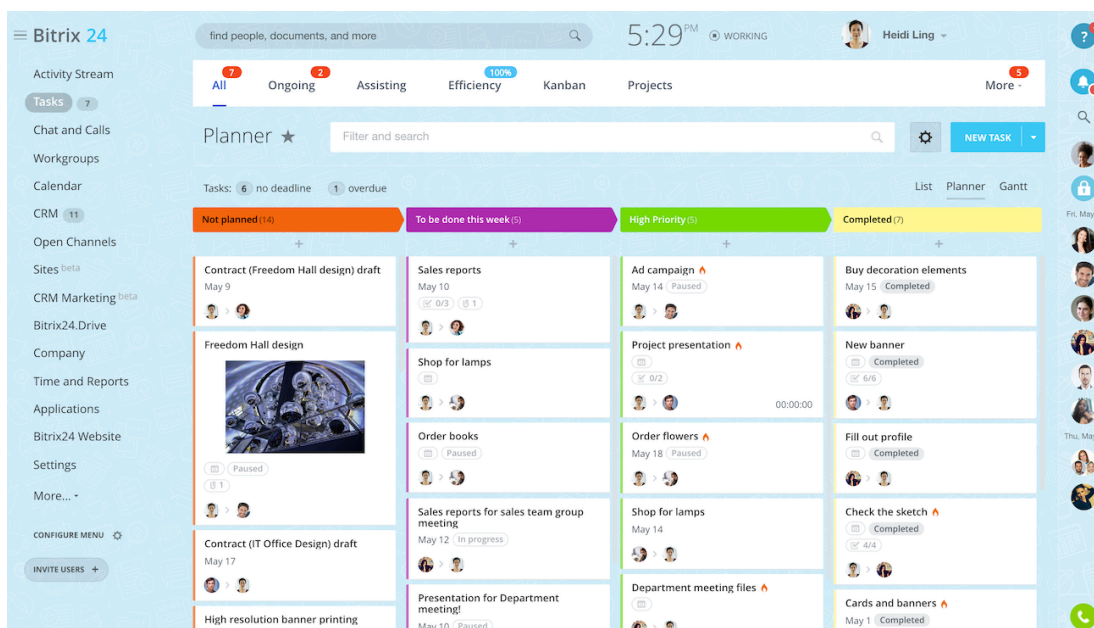 Bitrix 24
find people, documents, and more
5:29 PM
WORKING
Heidi Ling
?
Activity Stream
Tasks 7
Chat and Calls
Workgroups
Calendar
CRM 11
Open Channels
Sites beta
CRM Marketing beta
Bitrix24.Drive
Company
Time and Reports
Applications
Bitrix24 Website
Settings
More...
CONFIGURE MENU
INVITE USERS +
7 2 100% 5
All Ongoing Assisting Efficiency Kanban Projects More
Planner
Filter and search
NEW TASK
Tasks: 6 no deadline 1 overdue
List Planner Gantt
Not planned (14)
+
Contract (Freedom Hall design) draft
May 9
Freedom Hall design
Paused
1
Contract (IT Office Design) draft
May 17
High resolution banner printing
To be done this week (5)
+
Sales reports
May 10
0/3 1
Shop for lamps
Order books
Paused
Sales reports for sales team group
meeting
May 12 In progress
Presentation for Department
meeting!
May 10 Paused
High Priority (5)
+
Ad campaign
May 14 Paused
Project presentation
0/2
00:00:00
Order flowers
May 18 Paused
Shop for lamps
May 14
Department meeting files
Completed (7)
+
Buy decoration elements
May 15 Completed
New banner
Completed
6/6
Fill out profile
Completed
Check the sketch
Completed
4/4
Cards and banners
May 1 Completed
Fri, May
Thu, May